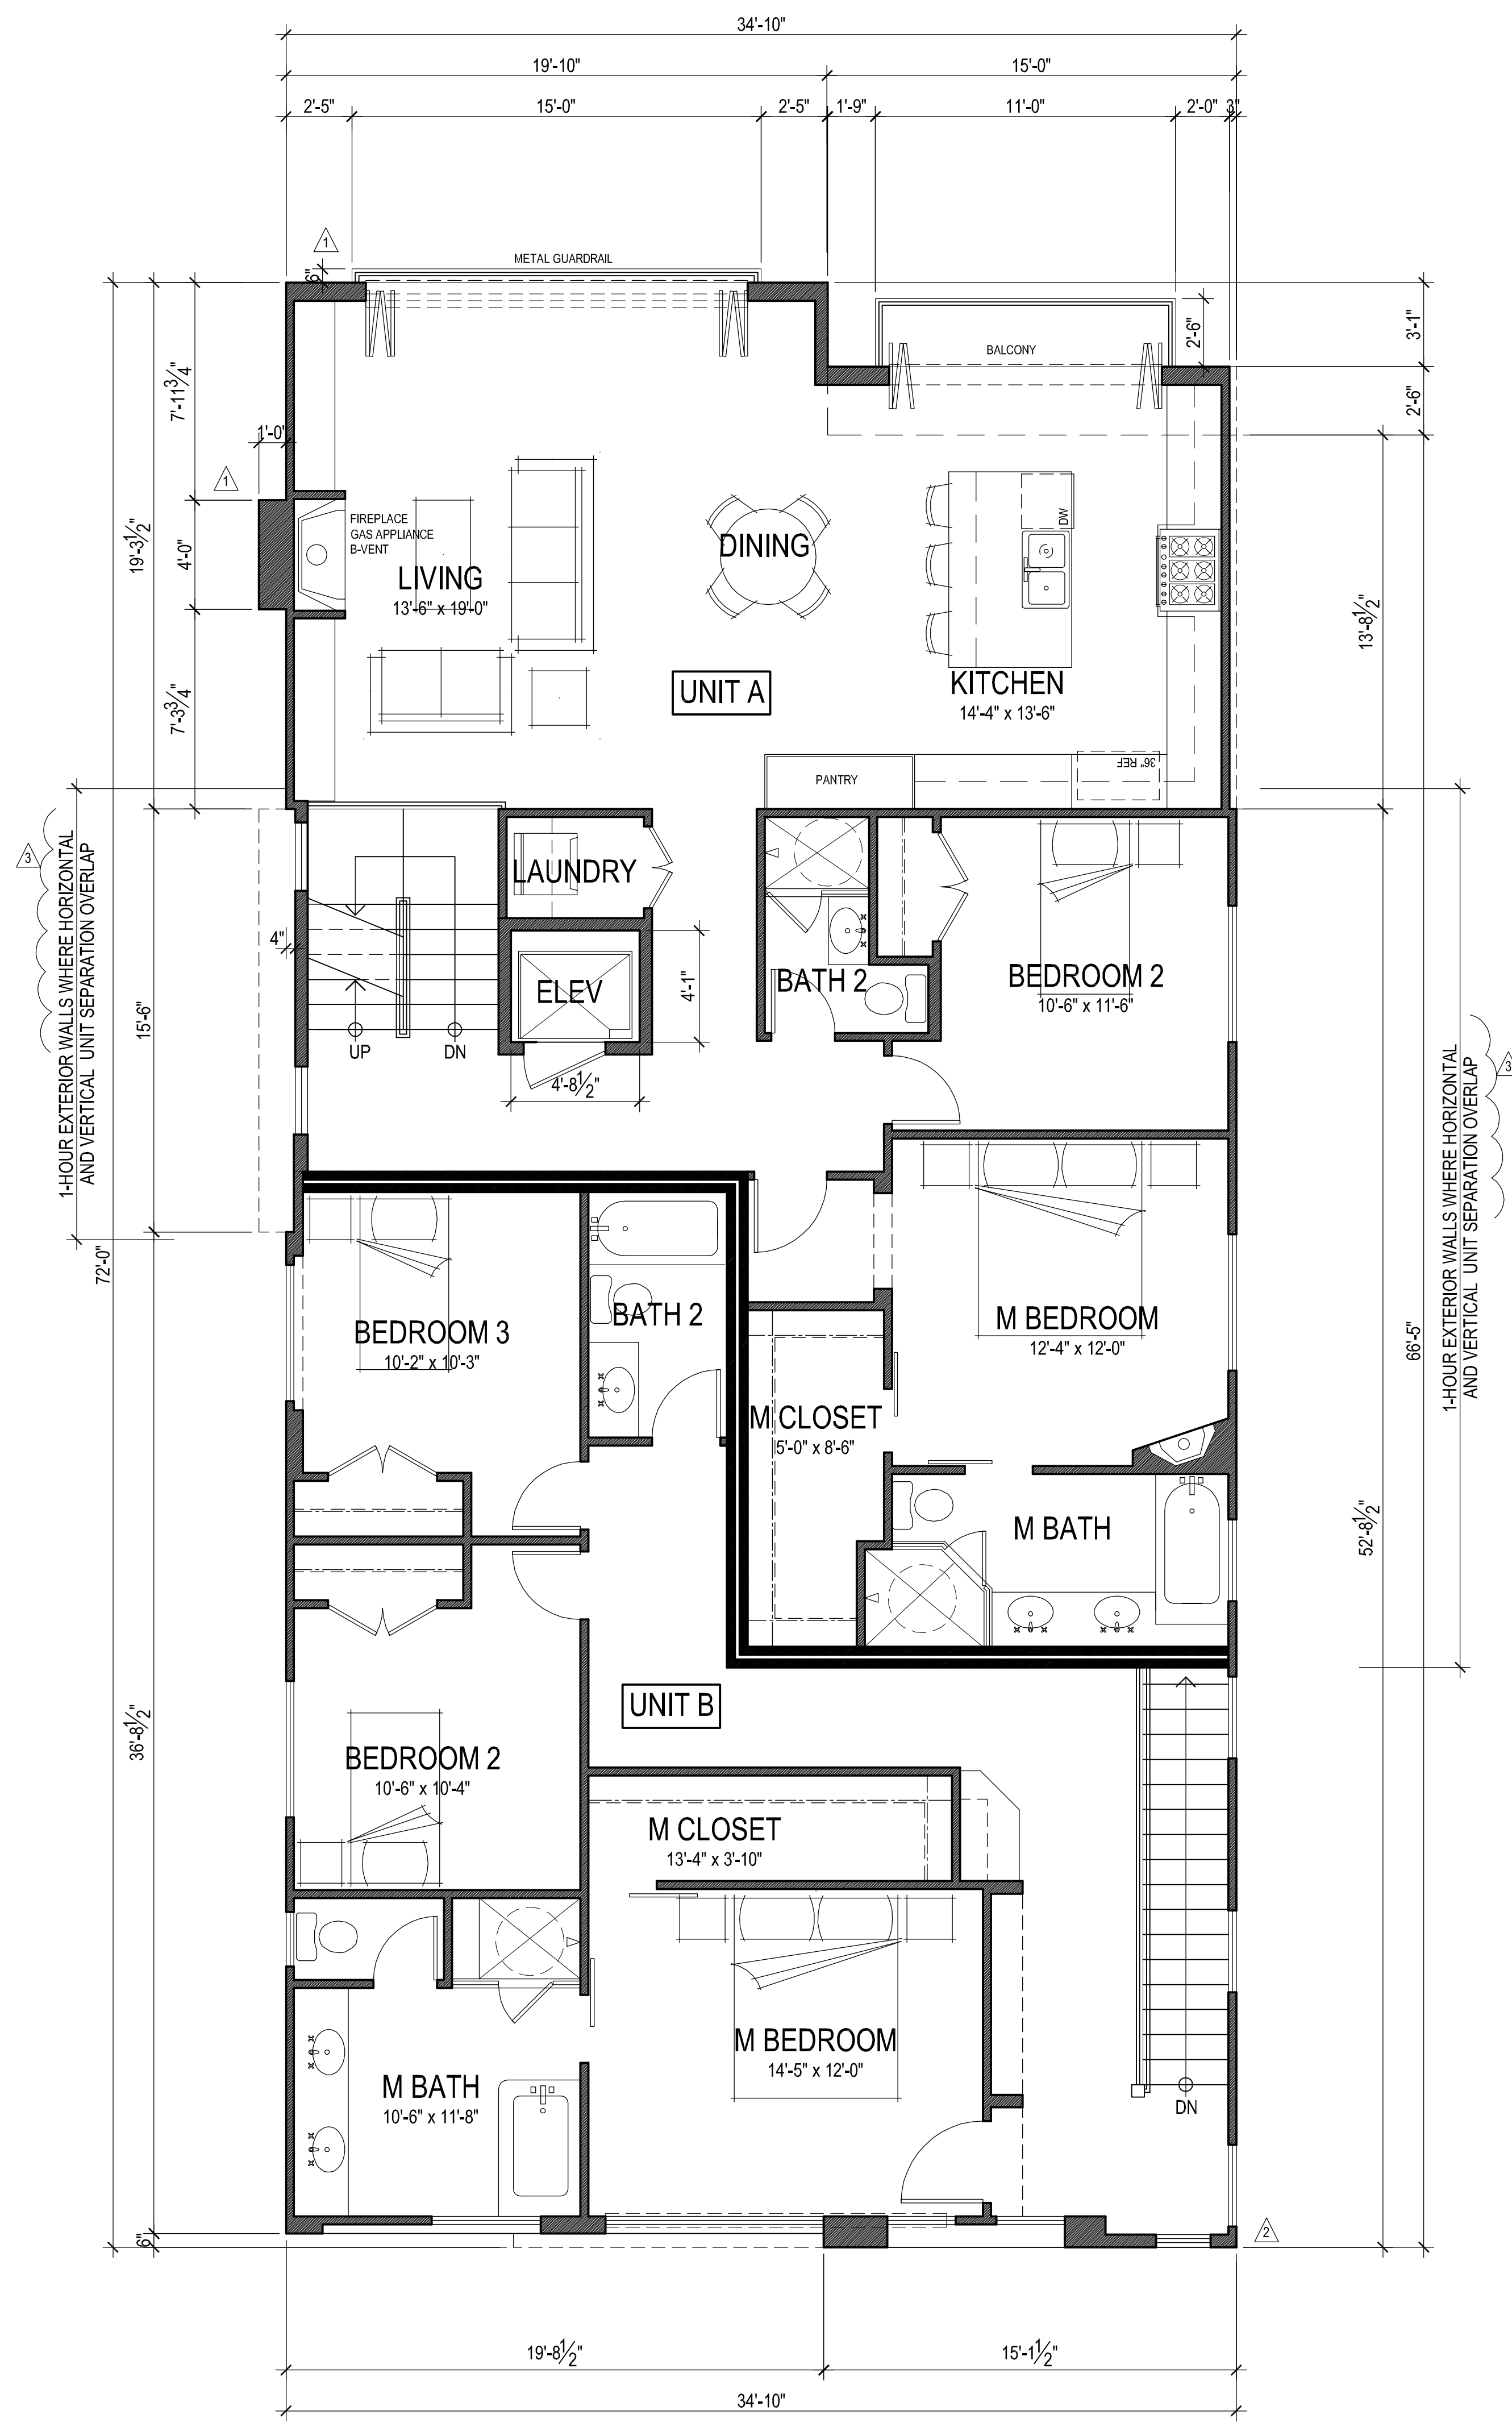 34'-10"
19'-10" 15'-0"
2'-5" 15'-0" 2'-5" 1'-9" 11'-0" 2'-0" 3"
1
6"
METAL GUARDRAIL
BALCONY
2'-6"
3'-1"
2'-6"
7'-11 3/4"
1'-0"
1
4'-0"
7'-3 3/4"
19'-3 1/2"
FIREPLACE
GAS APPLIANCE
B-VENT
LIVING
13'-6" x 19'-0"
DINING
DW
UNIT A
KITCHEN
14'-4" x 13'-6"
13'-8 1/2"
PANTRY
36" REF
3
1-HOUR EXTERIOR WALLS WHERE HORIZONTAL
AND VERTICAL UNIT SEPARATION OVERLAP
72'-0"
15'-6"
4"
LAUNDRY
ELEV
4'-1"
4'-8 1/2"
UP
DN
BATH 2
BEDROOM 2
10'-6" x 11'-6"
3
1-HOUR EXTERIOR WALLS WHERE HORIZONTAL
AND VERTICAL UNIT SEPARATION OVERLAP
66'-5"
52'-8 1/2"
BEDROOM 3
10'-2" x 10'-3"
BATH 2
M BEDROOM
12'-4" x 12'-0"
M CLOSET
5'-0" x 8'-6"
M BATH
36'-8 1/2"
UNIT B
BEDROOM 2
10'-6" x 10'-4"
M CLOSET
13'-4" x 3'-10"
M BEDROOM
14'-5" x 12'-0"
M BATH
10'-6" x 11'-8"
DN
6"
2
19'-8 1/2" 15'-1 1/2"
34'-10"